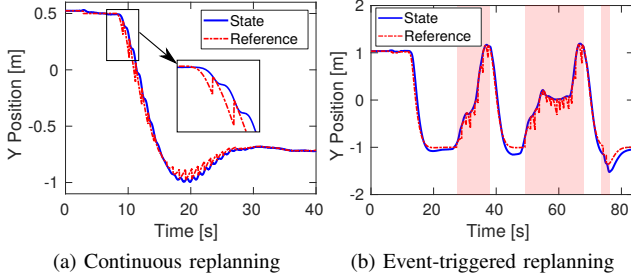 State
Reference
Y Position [m]
0.5
0
-0.5
-1
0
10
20
30
40
Time [s]
(a) Continuous replanning
State
Reference
Y Position [m]
2
1
0
-1
-2
0
20
40
60
80
Time [s]
(b) Event-triggered replanning